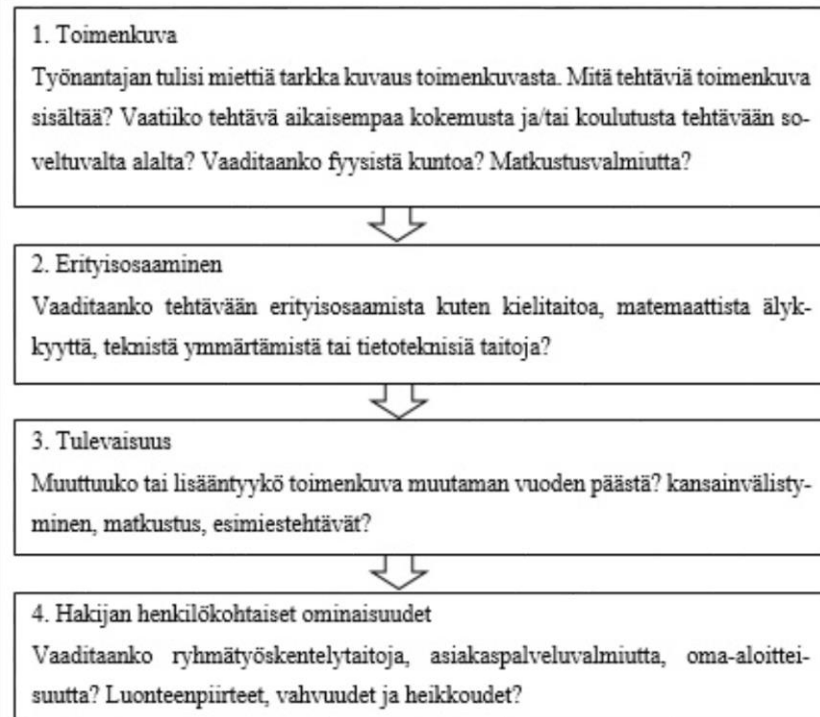 1. Toimenkuva
Työnantajan tulisi miettiä tarkka kuvaus toimenkuvasta. Mitä tehtäviä toimenkuva
sisältää? Vaatiiko tehtävä aikaisempaa kokemusta ja/tai koulutusta tehtävään so-
veltuvalta alalta? Vaaditaanko fyysistä kuntoa? Matkustusvalmiutta?
2. Erityisosaaminen
Vaaditaanko tehtävään erityisosaamista kuten kielitaitoa, matemaattista älyk-
kyyttä, teknistä ymmärtämistä tai tietoteknisiä taitoja?
3. Tulevaisuus
Muuttuuko tai lisääntyykö toimenkuva muutaman vuoden päästä? kansainvälisty-
minen, matkustus, esimiestehtävät?
4. Hakijan henkilökohtaiset ominaisuudet
Vaaditaanko ryhmätyöskentelytaitoja, asiakaspalveluvalmiutta, oma-aloittei-
suutta? Luonteenpiirteet, vahvuudet ja heikkoudet?